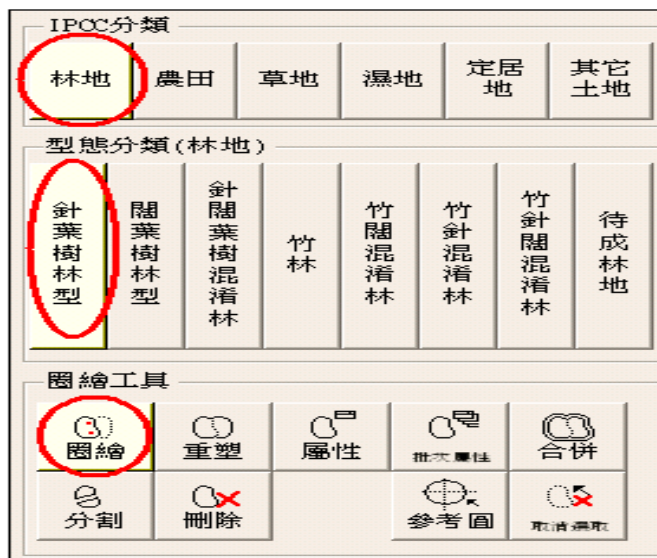 IPCC分類
林地 農田 草地 濕地 定居地 其它土地
型態分類(林地)
針葉樹林型 闊葉樹林型 針闊葉樹混淆林 竹林 竹闊混淆林 竹針混淆林 竹針闊混淆林 待成林地
圈繪工具
圈繪 重塑 屬性 批次屬性 合併
分割 刪除 參考圓 取消選取